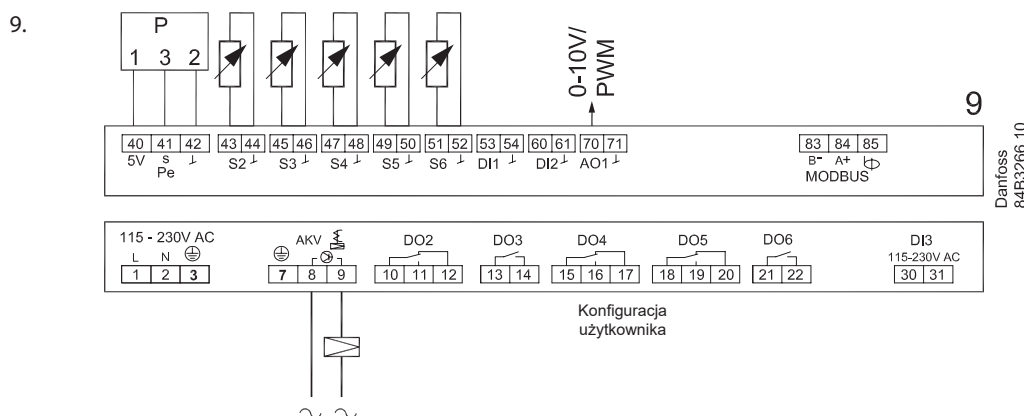 9.
P
1 3 2
0-10V/
PWM
9
40 41 42 43 44 45 46 47 48 49 50 51 52 53 54 60 61 70 71 83 84 85
5V s ⊥ S2 ⊥ S3 ⊥ S4 ⊥ S5 ⊥ S6 ⊥ DI1 ⊥ DI2 ⊥ AO1 ⊥ B- A+
Pe MODBUS
Danfoss
84B3266.10
115 - 230V AC AKV DO2 DO3 DO4 DO5 DO6 DI3
L N 115-230V AC
1 2 3 7 8 9 10 11 12 13 14 15 16 17 18 19 20 21 22 30 31
Konfiguracja
użytkownika